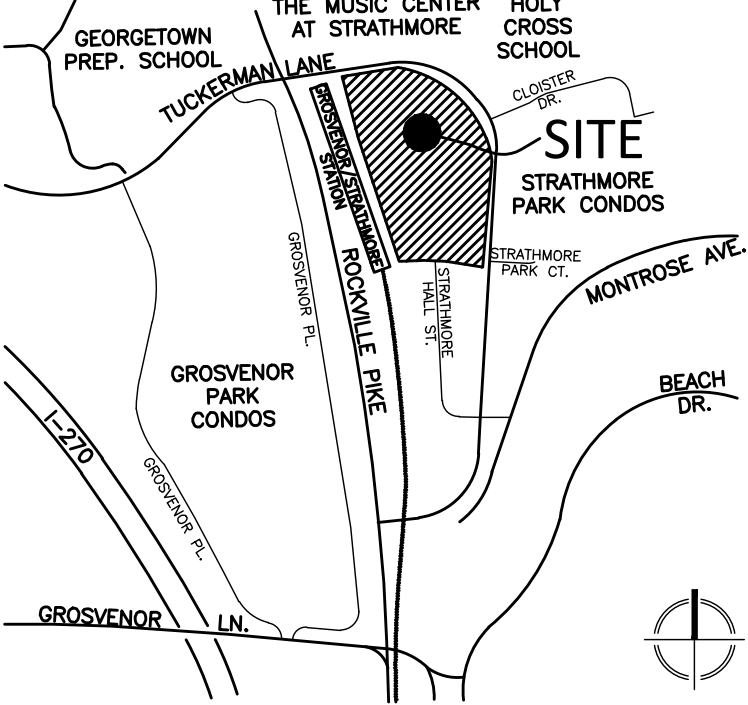 THE MUSIC CENTER
AT STRATHMORE
HOLY
CROSS
SCHOOL
GEORGETOWN
PREP. SCHOOL
TUCKERMAN LANE
CLOISTER
DR.
SITE
STRATHMORE
PARK CONDOS
GROSVENOR/STRATHMORE
STATION
STRATHMORE
PARK CT.
MONTROSE AVE.
GROSVENOR PL.
ROCKVILLE PIKE
STRATHMORE
HALL ST.
GROSVENOR
PARK
CONDOS
BEACH
DR.
I-270
GROSVENOR PL.
GROSVENOR LN.